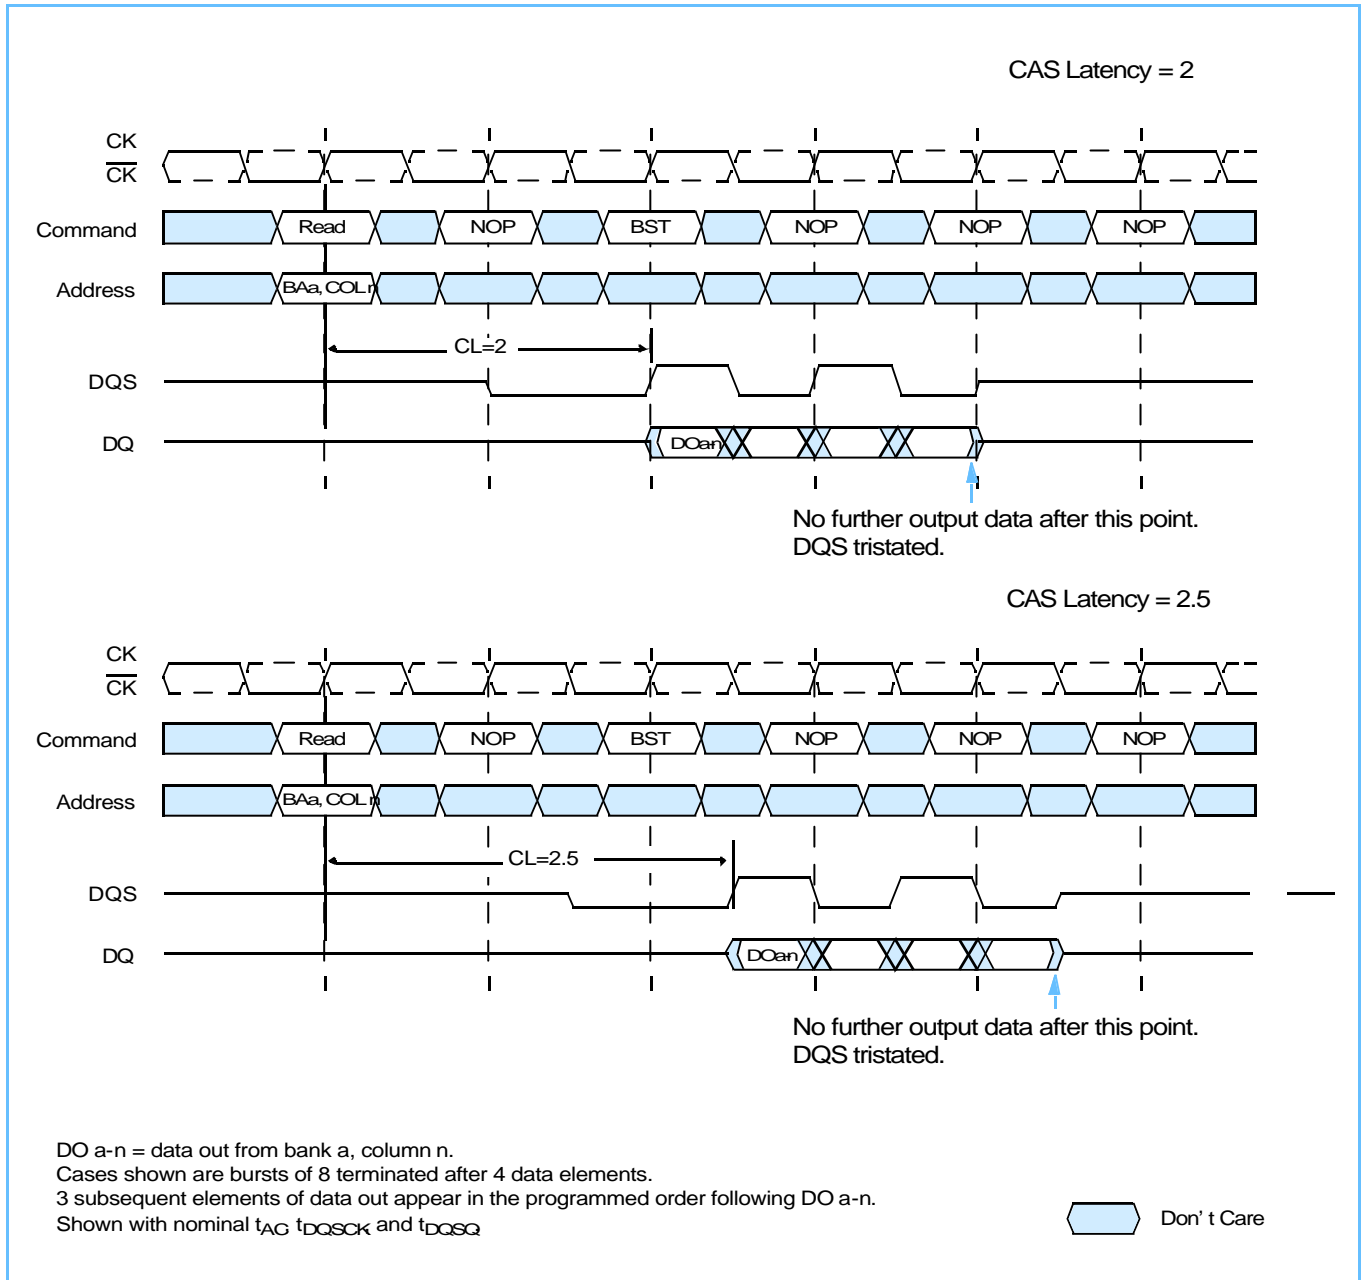 CAS Latency = 2
CK
CK
Command Read NOP BST NOP NOP NOP
Address BAa, COL n
CL=2
DQS
DQ DOa-n
No further output data after this point.
DQS tristated.
CAS Latency = 2.5
CK
CK
Command Read NOP BST NOP NOP NOP
Address BAa, COL n
CL=2.5
DQS
DQ DOa-n
No further output data after this point.
DQS tristated.
DO a-n = data out from bank a, column n.
Cases shown are bursts of 8 terminated after 4 data elements.
3 subsequent elements of data out appear in the programmed order following DO a-n.
Shown with nominal tAC, tDQSCK, and tDQSQ.
Don't Care